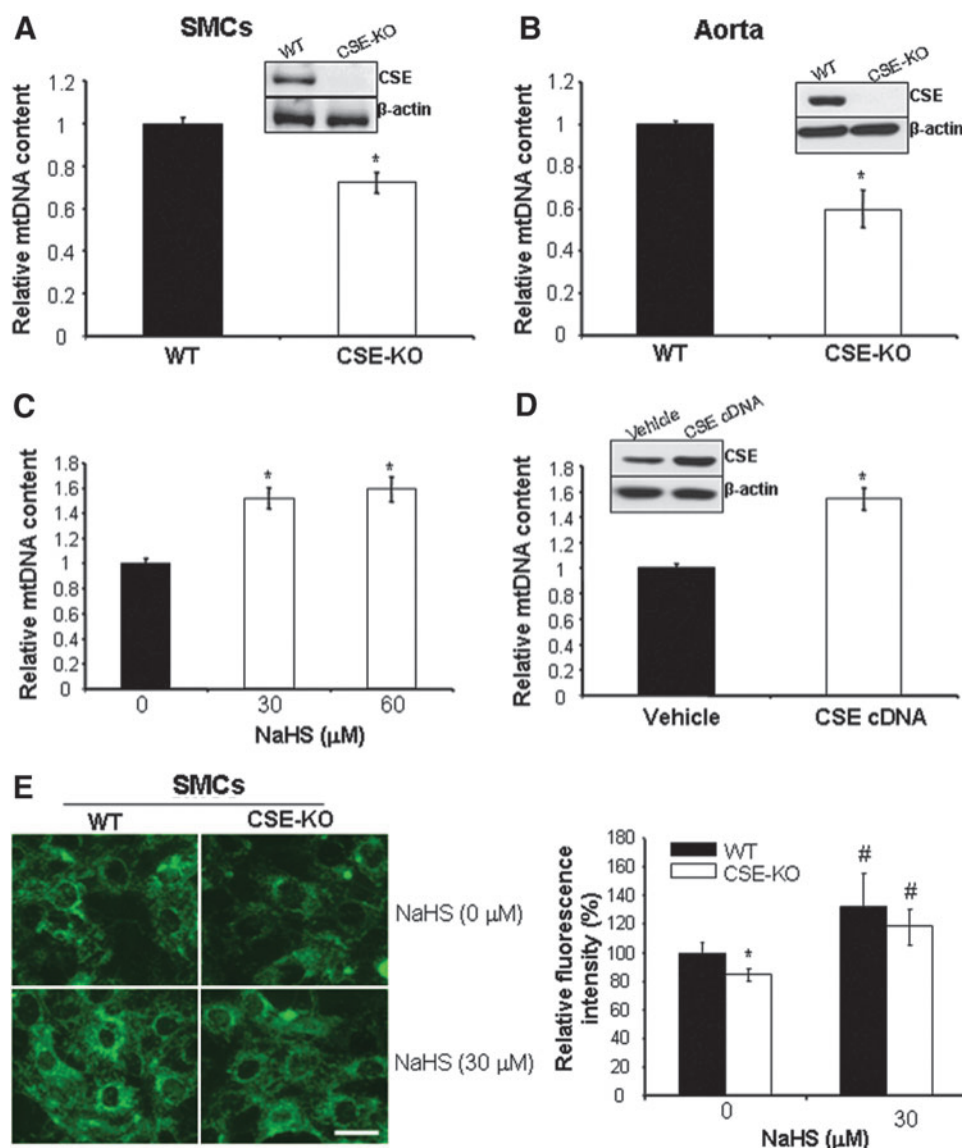 A
SMCs
WT
CSE-KO
CSE
β-actin
Relative mtDNA content
1.2
1
0.8
0.6
0.4
0.2
0
*
WT
CSE-KO
B
Aorta
WT
CSE-KO
CSE
β-actin
Relative mtDNA content
1.2
1
0.8
0.6
0.4
0.2
0
*
WT
CSE-KO
C
Relative mtDNA content
1.8
1.6
1.4
1.2
1
0.8
0.6
0.4
0.2
0
*
*
0
30
60
NaHS (μM)
D
Vehicle
CSE cDNA
CSE
β-actin
Relative mtDNA content
1.8
1.6
1.4
1.2
1
0.8
0.6
0.4
0.2
0
*
Vehicle
CSE cDNA
E
SMCs
WT
CSE-KO
NaHS (0 μM)
NaHS (30 μM)
Relative fluorescence
intensity (%)
180
160
140
120
100
80
60
40
20
0
WT
CSE-KO
*
#
#
0
30
NaHS (μM)